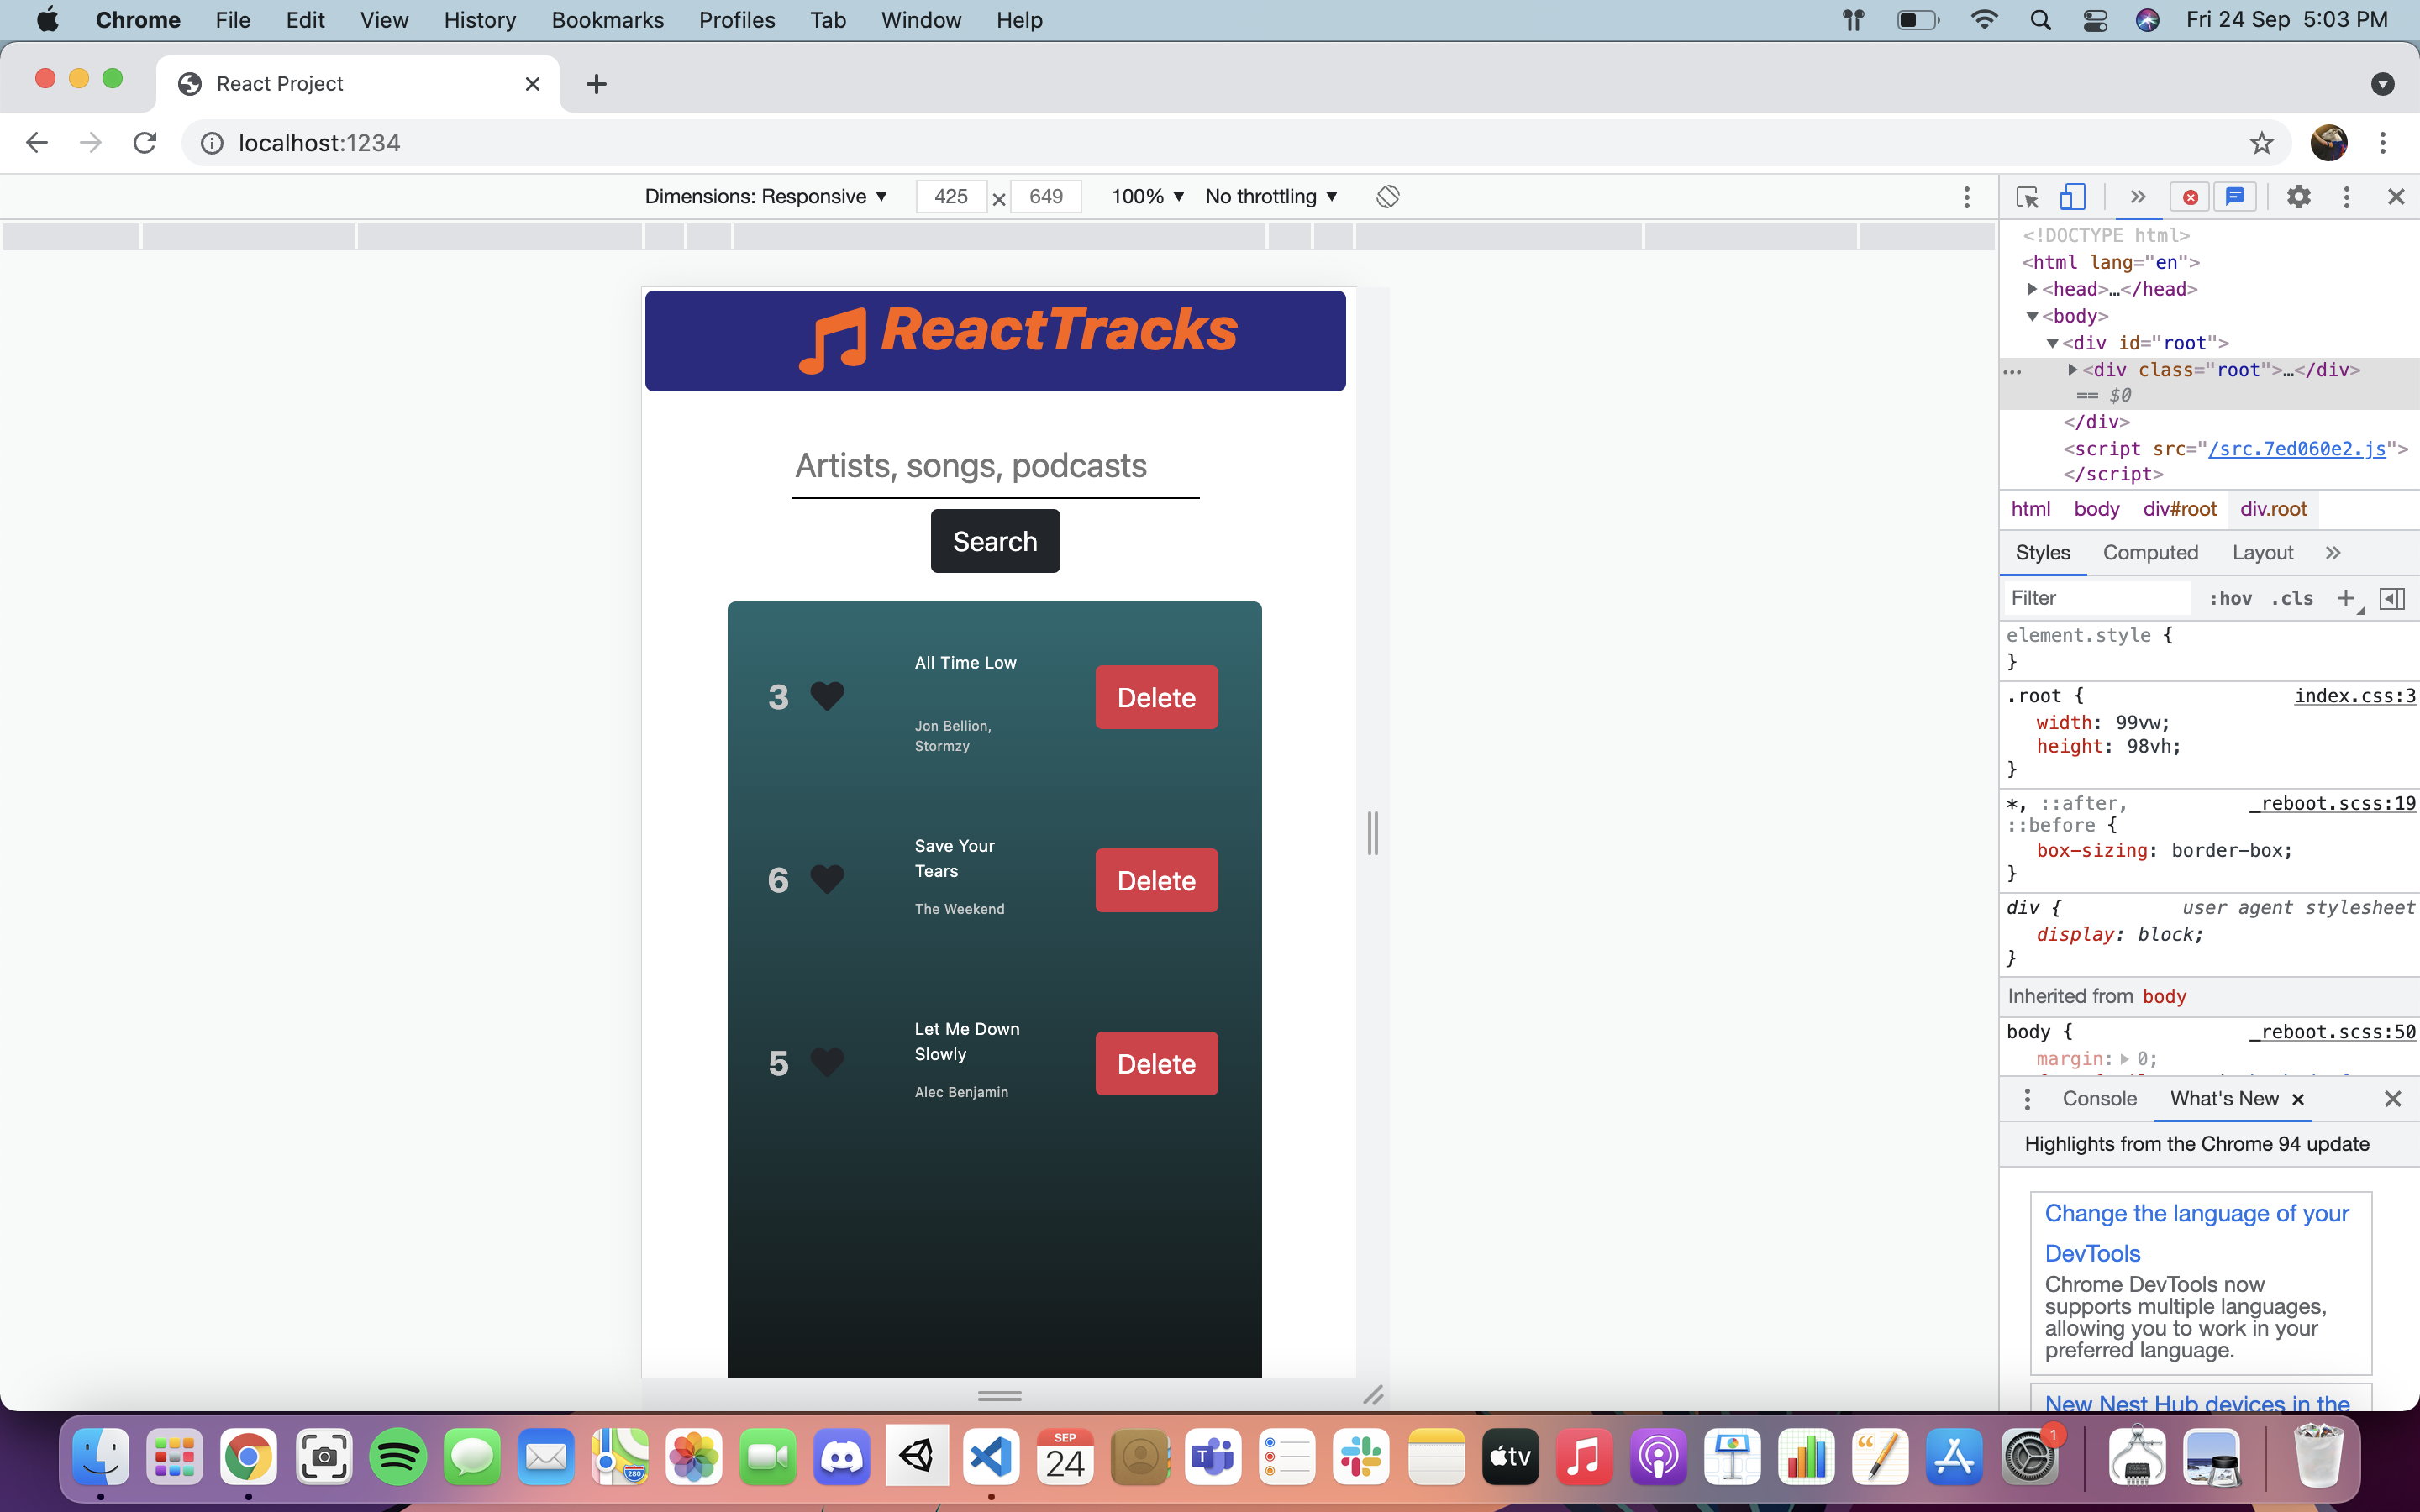 Chrome File Edit View History Bookmarks Profiles Tab Window Help Fri 24 Sep 5:03 PM
React Project
localhost:1234
Dimensions: Responsive ▼ 425 × 649 100% ▼ No throttling ▼
<!DOCTYPE html>
<html lang="en">
▶<head>…</head>
▼<body>
▼<div id="root">
… ▶<div class="root">…</div>
== $0
</div>
<script src="/src.7ed060e2.js">
</script>
html body div#root div.root
Styles Computed Layout »
Filter :hov .cls +
element.style {
}
.root { index.css:3
width: 99vw;
height: 98vh;
}
*, ::after, _reboot.scss:19
::before {
box-sizing: border-box;
}
div { user agent stylesheet
display: block;
}
Inherited from body
body { _reboot.scss:50
margin: ▶ 0;
Console What's New ×
Highlights from the Chrome 94 update
Change the language of your
DevTools
Chrome DevTools now
supports multiple languages,
allowing you to work in your
preferred language.
New Nest Hub devices in the
ReactTracks
Artists, songs, podcasts
Search
3
All Time Low
Jon Bellion,
Stormzy
Delete
6
Save Your
Tears
The Weekend
Delete
5
Let Me Down
Slowly
Alec Benjamin
Delete
280
SEP
24
T
tv
1